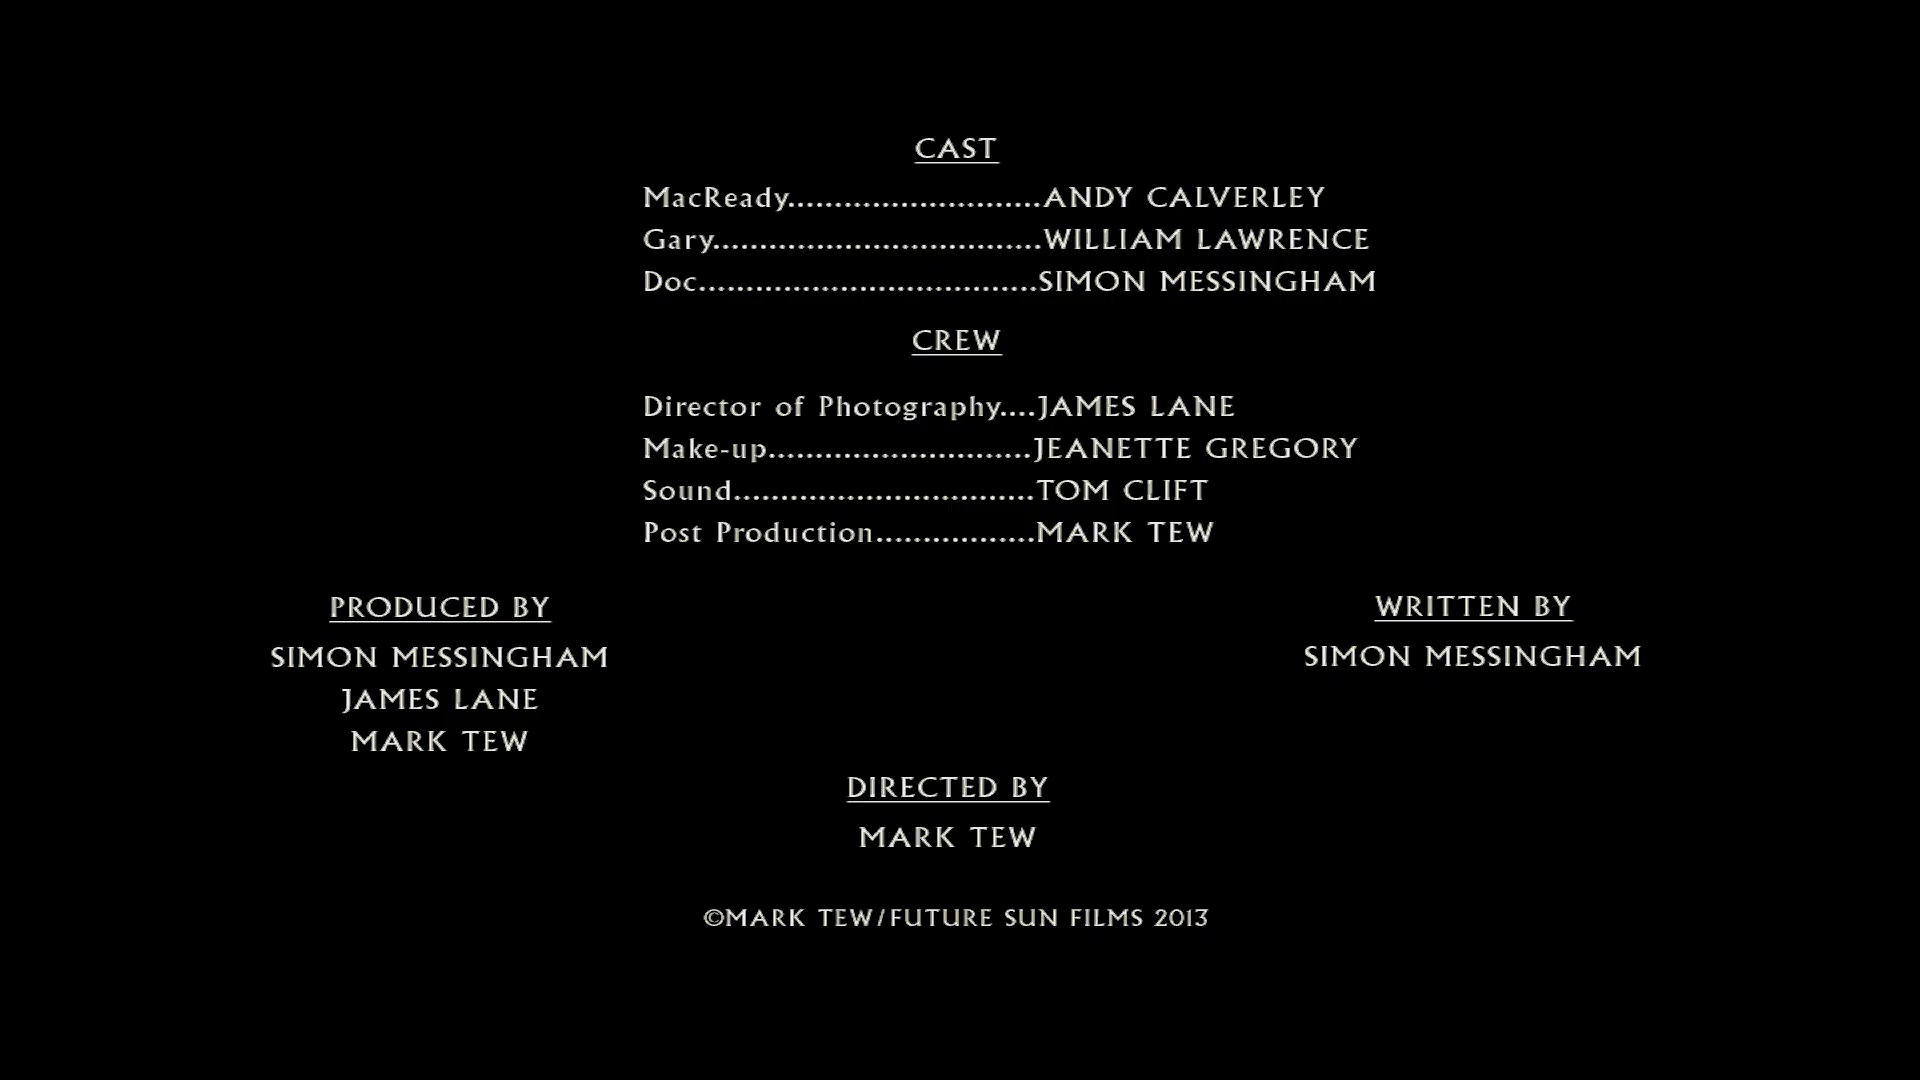 CAST
MacReady...........................ANDY CALVERLEY
Gary...................................WILLIAM LAWRENCE
Doc....................................SIMON MESSINGHAM
CREW
Director of Photography....JAMES LANE
Make-up............................JEANETTE GREGORY
Sound................................TOM CLIFT
Post Production.................MARK TEW
PRODUCED BY
SIMON MESSINGHAM
JAMES LANE
MARK TEW
WRITTEN BY
SIMON MESSINGHAM
DIRECTED BY
MARK TEW
©MARK TEW/FUTURE SUN FILMS 2013